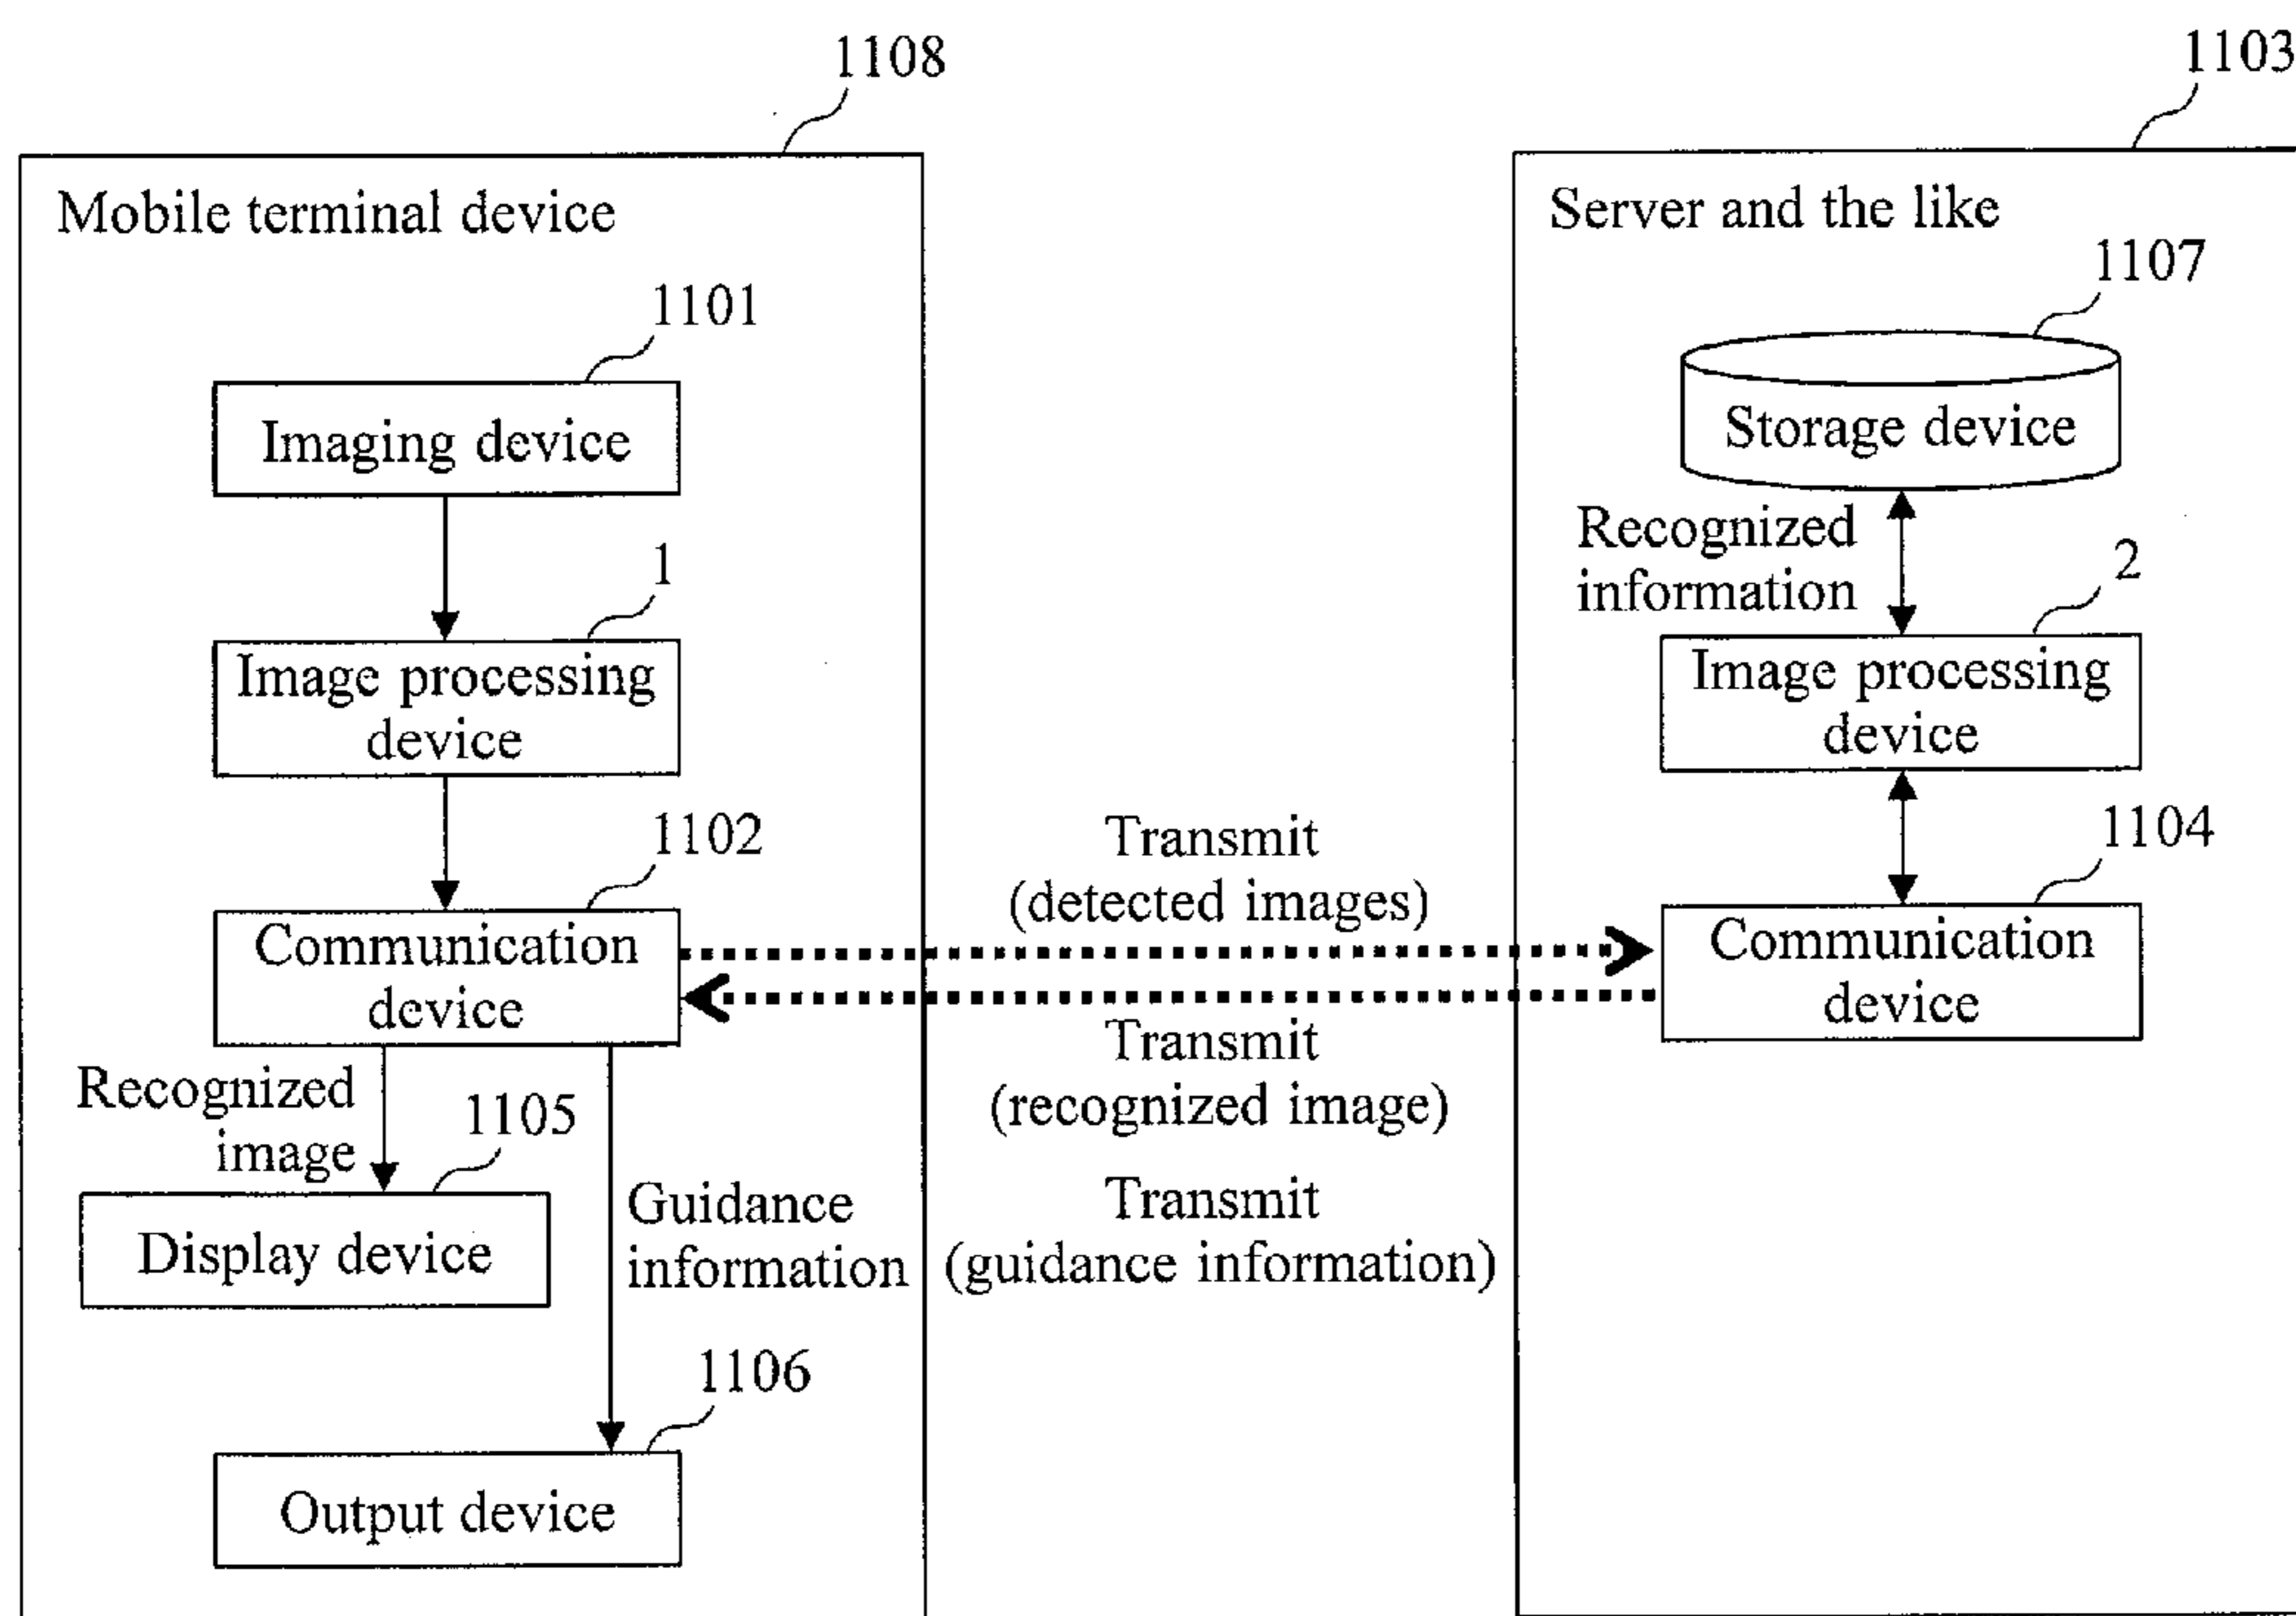 1108
1103
Mobile terminal device
Server and the like
1107
1101
Storage device
Imaging device
Recognized
information
1
2
Image processing
device
Image processing
device
1102
1104
Transmit
(detected images)
Communication
device
Communication
device
Transmit
(recognized image)
Recognized
image
1105
Guidance
information
Transmit
(guidance information)
Display device
1106
Output device